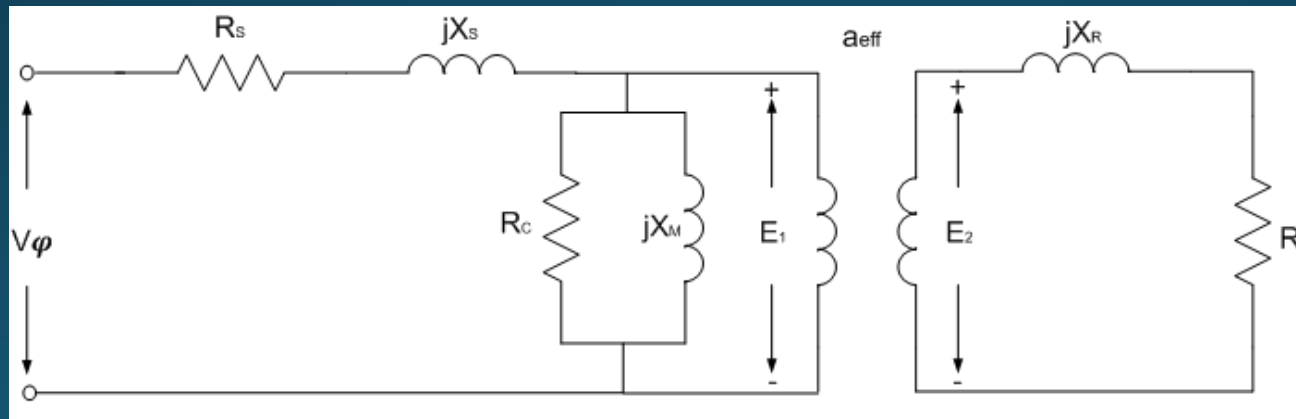 Rs jXs aeff jXR
+ +
Vφ Rc jXM E1 E2 R
- -